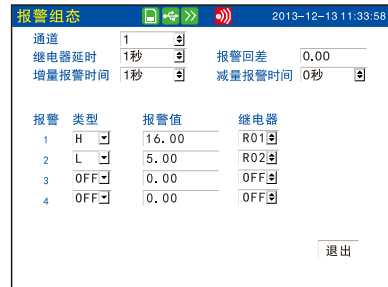 报警组态 2013-12-13 11:33:58
通道 1
继电器延时 1秒 报警回差 0.00
增量报警时间 1秒 减量报警时间 0秒
报警 类型 报警值 继电器
1 H 16.00 R01
2 L 5.00 R02
3 OFF 0.00 OFF
4 OFF 0.00 OFF
退出